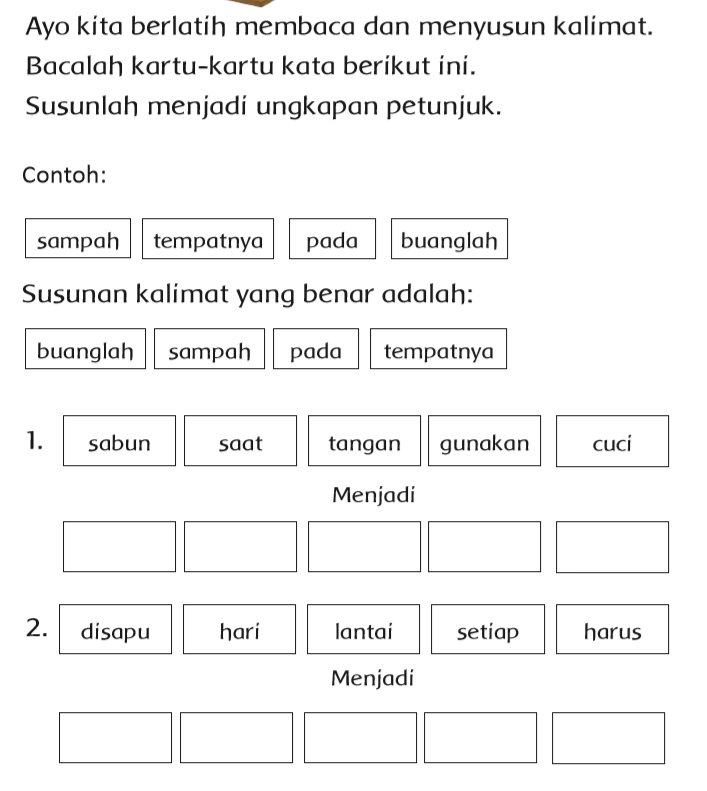 Ayo kita berlatih membaca dan menyusun kalimat.
Bacalah kartu-kartu kata berikut ini.
Susunlah menjadi ungkapan petunjuk.
Contoh:
sampah tempatnya pada buanglah
Susunan kalimat yang benar adalah:
buanglah sampah pada tempatnya
1. sabun saat tangan gunakan cuci
Menjadi
2. disapu hari lantai setiap harus
Menjadi